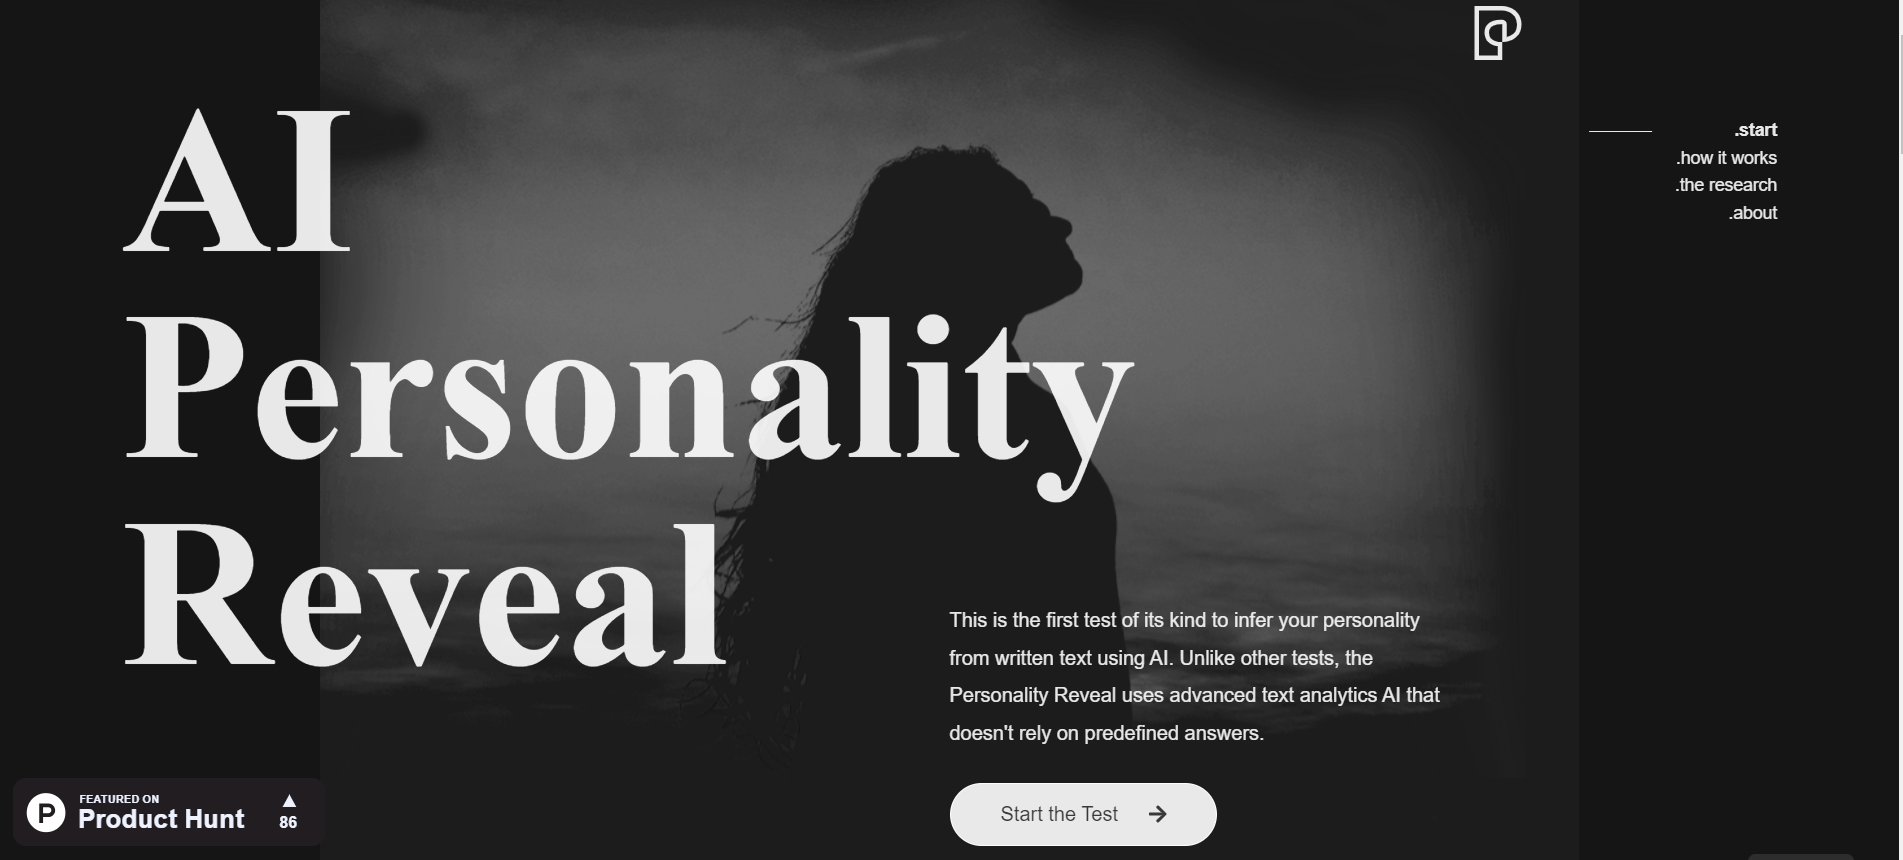 .start
.how it works
.the research
.about
AI
Personality
Reveal
This is the first test of its kind to infer your personality
from written text using AI. Unlike other tests, the
Personality Reveal uses advanced text analytics AI that
doesn't rely on predefined answers.
Start the Test
FEATURED ON
Product Hunt
86